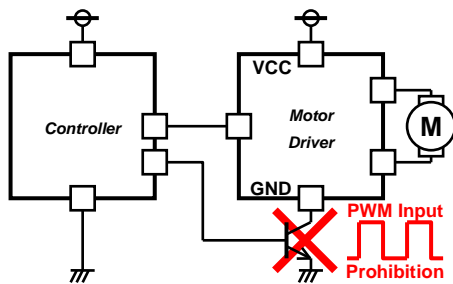 VCC
Controller
Motor
Driver
M
GND
PWM Input
Prohibition